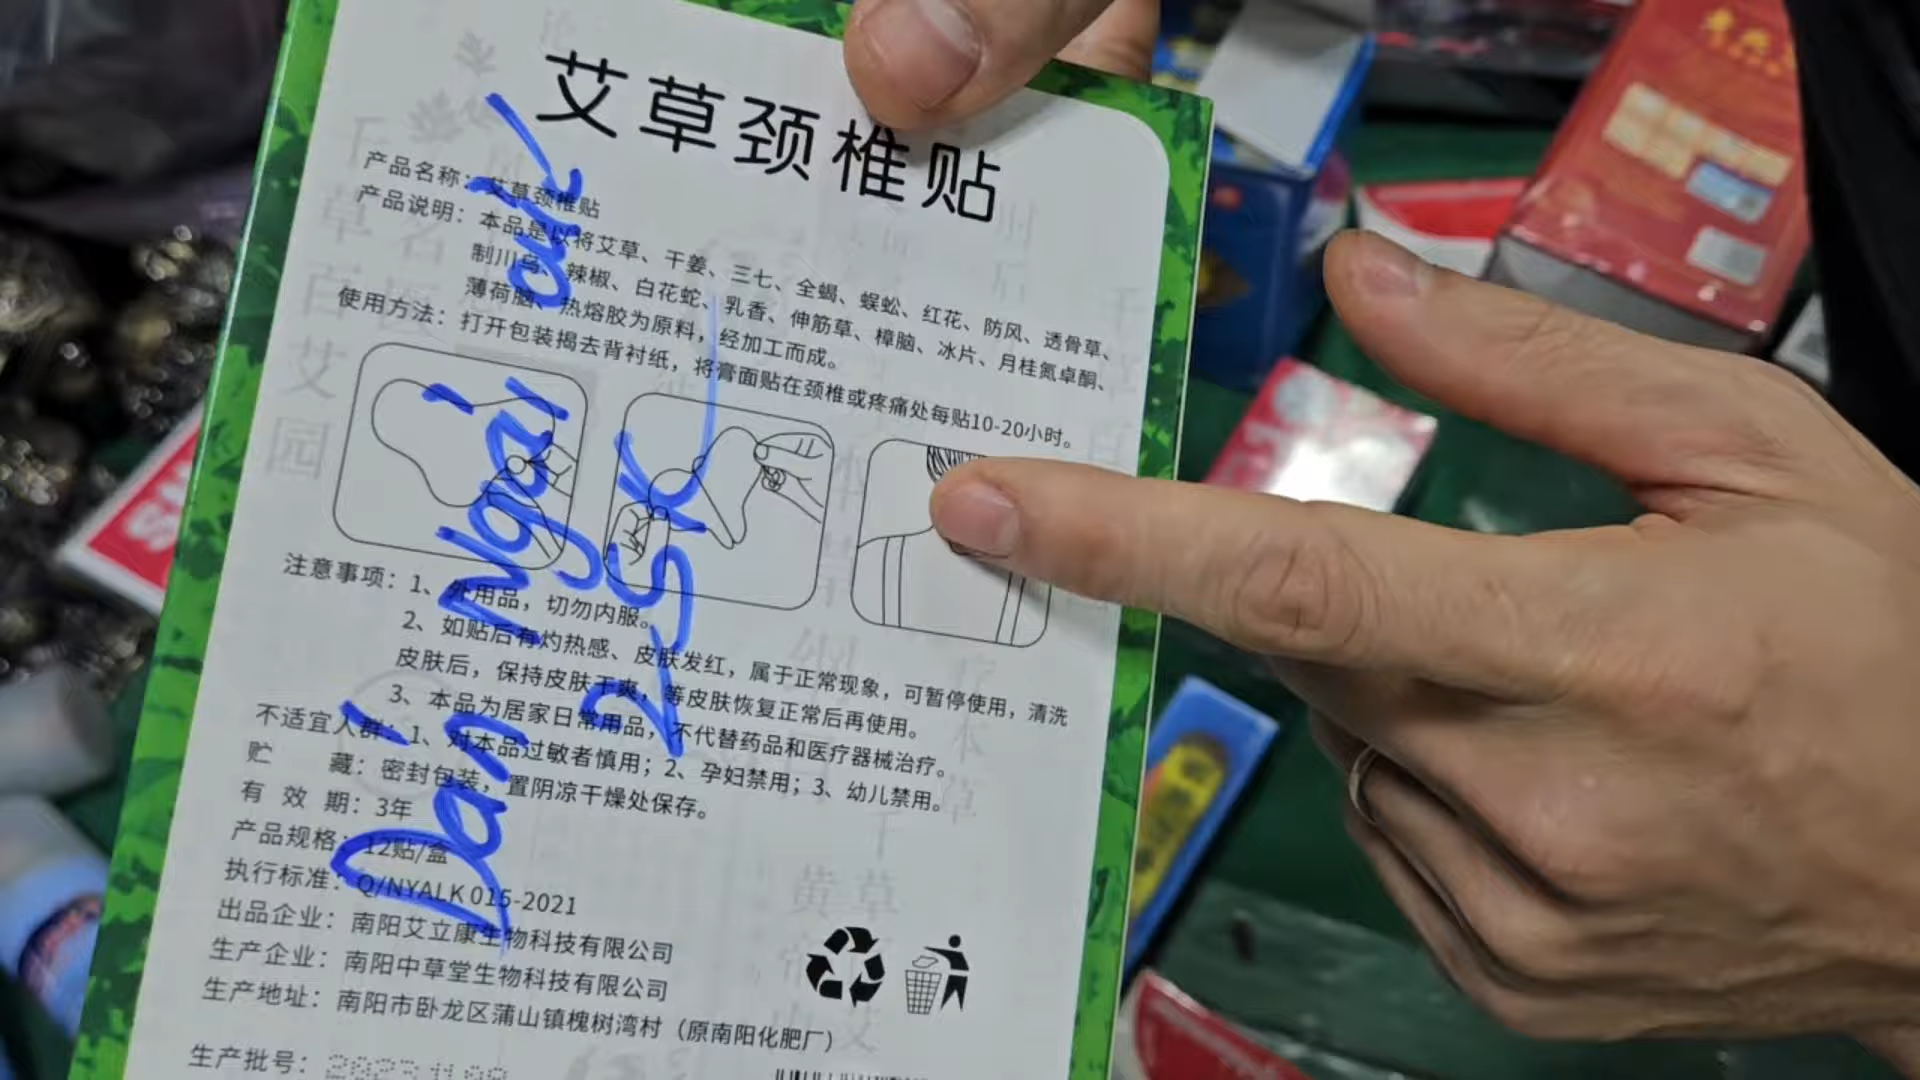 艾草颈椎贴
产品名称：艾草颈椎贴
产品说明：本品是以将艾草、干姜、三七、全蝎、蜈蚣、红花、防风、透骨草、
制川乌、辣椒、白花蛇、乳香、伸筋草、樟脑、冰片、月桂氮卓酮、
薄荷脑、热熔胶为原料，经加工而成。
使用方法：打开包装揭去背衬纸，将膏面贴在颈椎或疼痛处每贴10-20小时。
注意事项：1、外用品，切勿内服。
2、如贴后有灼热感、皮肤发红，属于正常现象，可暂停使用，清洗
皮肤后，保持皮肤干爽，等皮肤恢复正常后再使用。
3、本品为居家日常用品，不代替药品和医疗器械治疗。
不适宜人群：1、对本品过敏者慎用；2、孕妇禁用；3、幼儿禁用。
贮 藏：密封包装，置阴凉干燥处保存。
有 效 期：3年
产品规格：12贴/盒
执行标准：Q/NYALK 015-2021
出品企业：南阳艾立康生物科技有限公司
生产企业：南阳中草堂生物科技有限公司
生产地址：南阳市卧龙区蒲山镇槐树湾村（原南阳化肥厂）
生产批号：